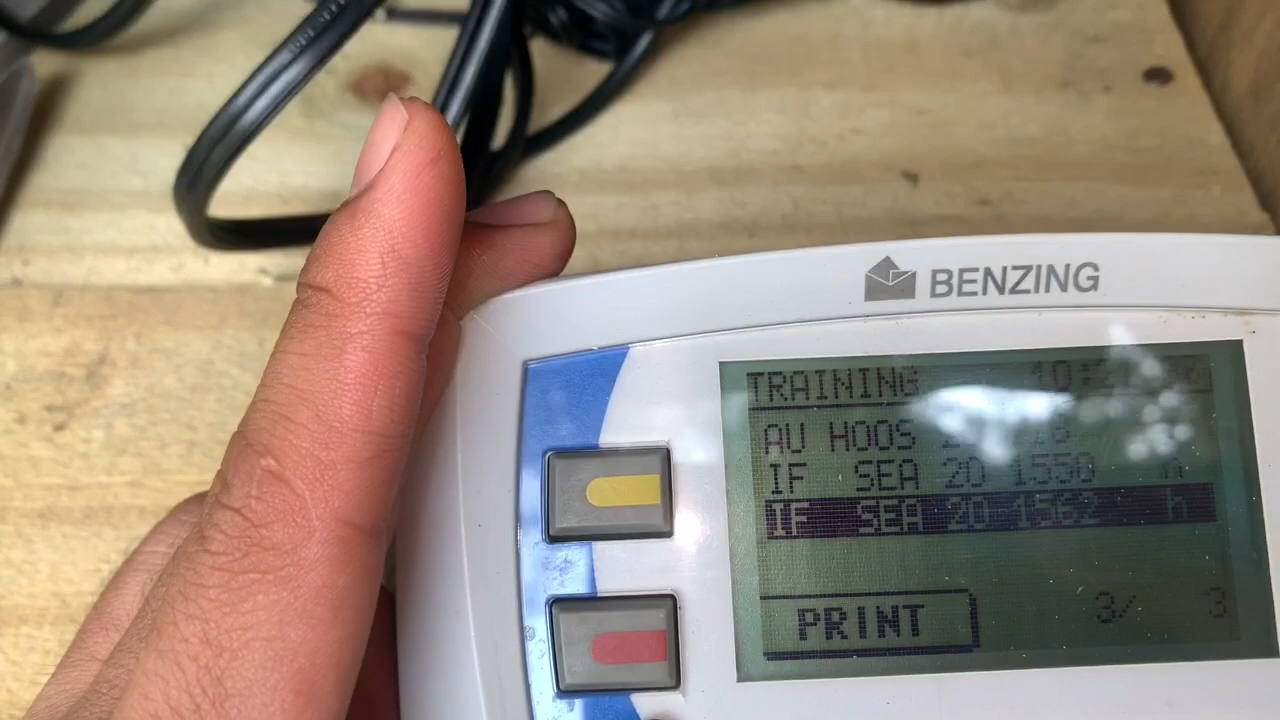 BENZING
TRAINING
AU HOOS
IF SEA 20 1550 h
IF SEA 20 1562 h
PRINT 3/ 3